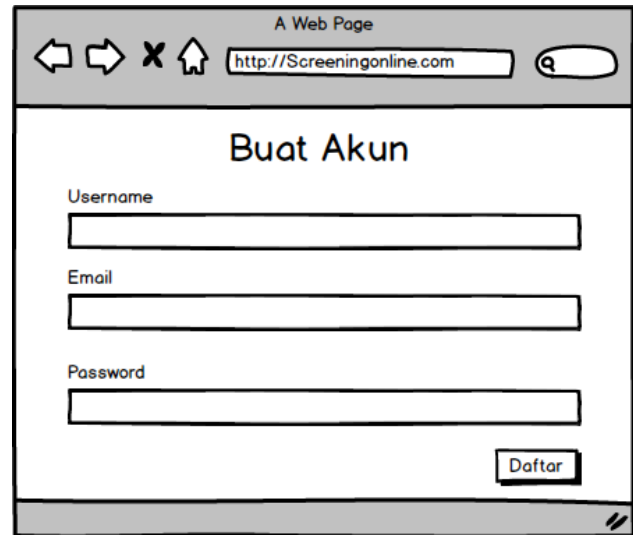 A Web Page
http://Screeningonline.com
Buat Akun
Username
Email
Password
Daftar